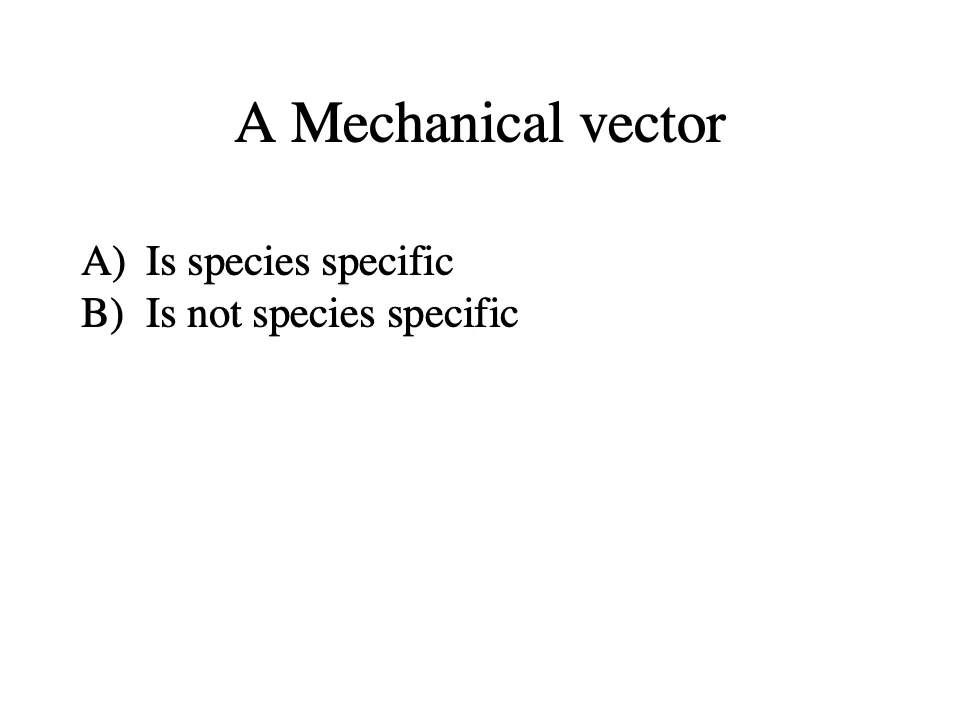 A Mechanical vector
A) Is species specific
B) Is not species specific